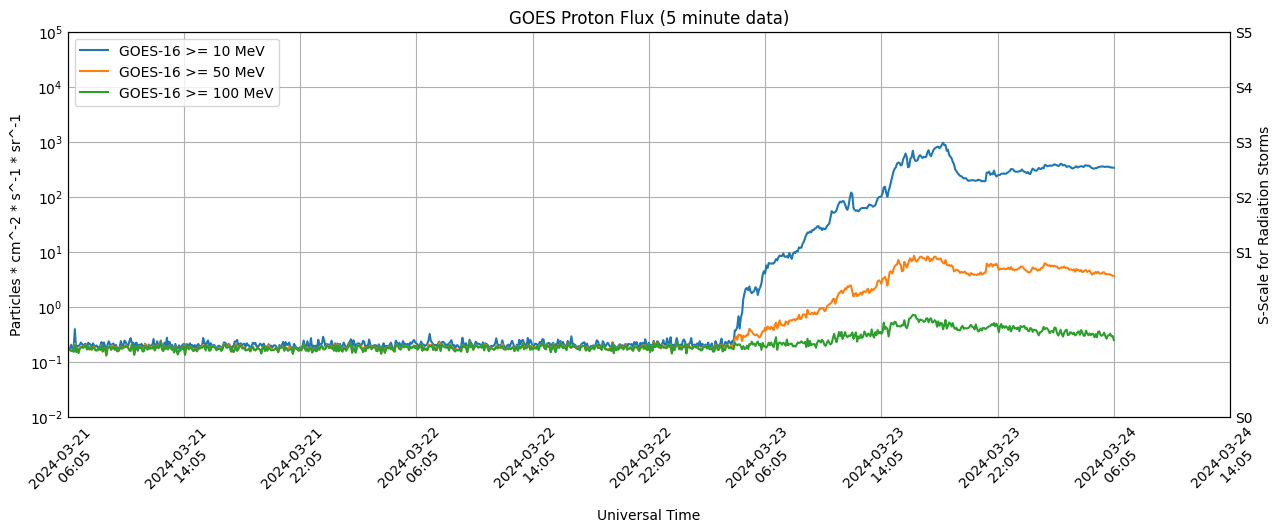 GOES Proton Flux (5 minute data)
GOES-16 >= 10 MeV
GOES-16 >= 50 MeV
GOES-16 >= 100 MeV
Particles * cm^-2 * s^-1 * sr^-1
10^5
10^4
10^3
10^2
10^1
10^0
10^-1
10^-2
S5
S4
S3
S2
S1
S0
S-Scale for Radiation Storms
2024-03-21
06:05
2024-03-21
14:05
2024-03-21
22:05
2024-03-22
06:05
2024-03-22
14:05
2024-03-22
22:05
2024-03-23
06:05
2024-03-23
14:05
2024-03-23
22:05
2024-03-24
06:05
2024-03-24
14:05
Universal Time